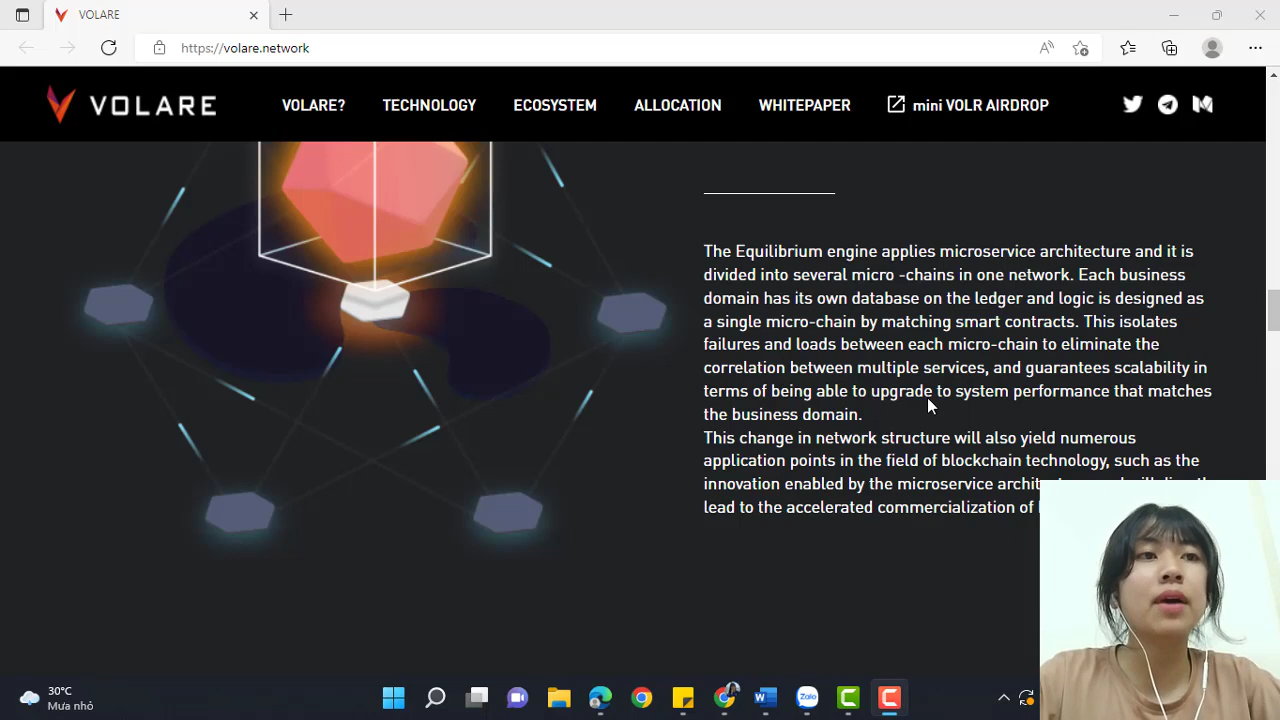 VOLARE
https://volare.network
VOLARE
VOLARE?
TECHNOLOGY
ECOSYSTEM
ALLOCATION
WHITEPAPER
mini VOLR AIRDROP
The Equilibrium engine applies microservice architecture and it is
divided into several micro -chains in one network. Each business
domain has its own database on the ledger and logic is designed as
a single micro-chain by matching smart contracts. This isolates
failures and loads between each micro-chain to eliminate the
correlation between multiple services, and guarantees scalability in
terms of being able to upgrade to system performance that matches
the business domain.
This change in network structure will also yield numerous
application points in the field of blockchain technology, such as the
innovation enabled by the microservice
lead to the accelerated commercialization of
30°C
Mưa nhỏ
Zalo